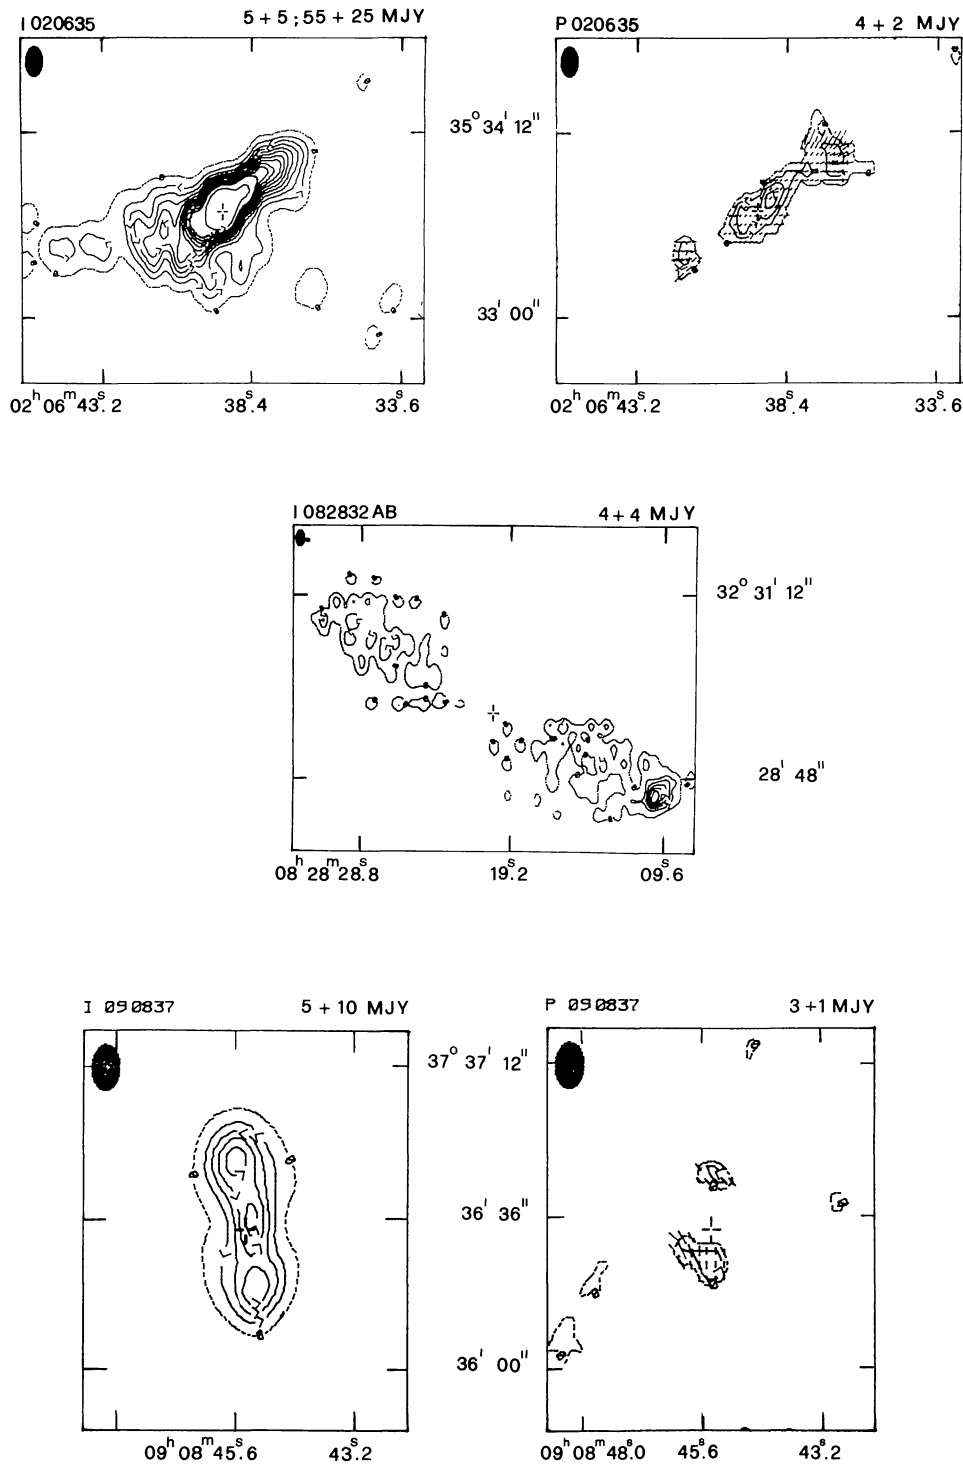 I 020635 5 + 5 ; 55 + 25 MJY
P 020635 4 + 2 MJY
35° 34' 12"
33' 00"
02ʰ 06ᵐ 43.ˢ2 38.ˢ4 33.ˢ6
02ʰ 06ᵐ 43.ˢ2 38.ˢ4 33.ˢ6
I 082832 AB 4 + 4 MJY
32° 31' 12"
28' 48"
08ʰ 28ᵐ 28.ˢ8 19.ˢ2 09.ˢ6
I 090837 5 + 10 MJY
P 090837 3 + 1 MJY
37° 37' 12"
36' 36"
36' 00"
09ʰ 08ᵐ 45.ˢ6 43.ˢ2
09ʰ 08ᵐ 48.ˢ0 45.ˢ6 43.ˢ2